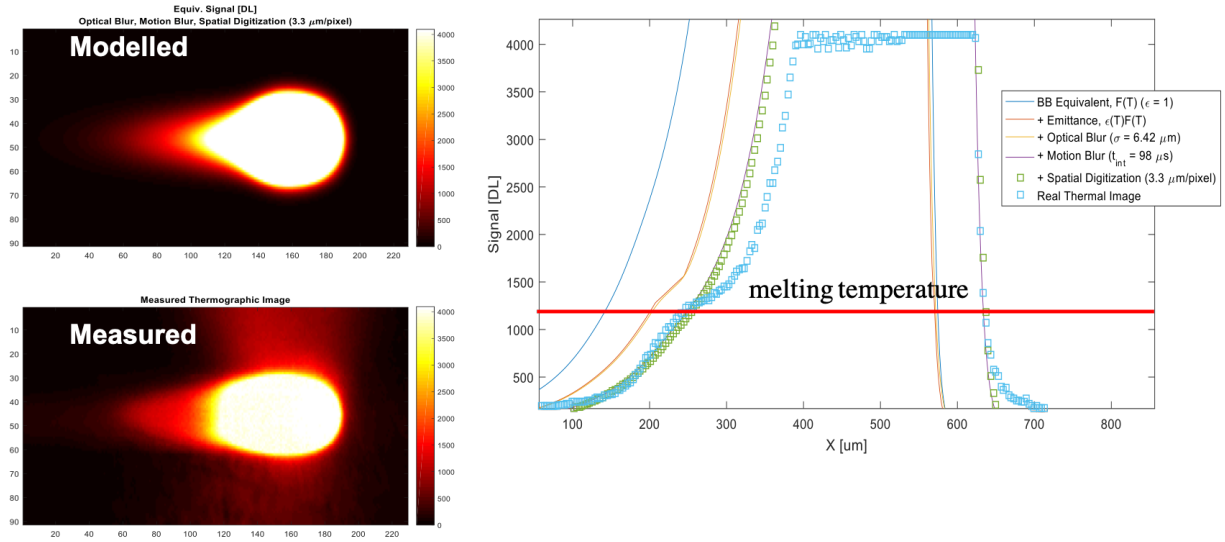 Equiv. Signal [DL]
Optical Blur, Motion Blur, Spatial Digitization (3.3 μm/pixel)
Modelled
10
20
30
40
50
60
70
80
90
20 40 60 80 100 120 140 160 180 200 220
4000
3500
3000
2500
2000
1500
1000
500
0
Measured Thermographic Image
Measured
10
20
30
40
50
60
70
80
90
20 40 60 80 100 120 140 160 180 200 220
4000
3500
3000
2500
2000
1500
1000
500
0
Signal [DL]
4000
3500
3000
2500
2000
1500
1000
500
melting temperature
100 200 300 400 500 600 700 800
X [um]
BB Equivalent, F(T) (ϵ = 1)
+ Emittance, ϵ(T)F(T)
+ Optical Blur (σ = 6.42 μm)
+ Motion Blur (t_int = 98 μs)
+ Spatial Digitization (3.3 μm/pixel)
Real Thermal Image